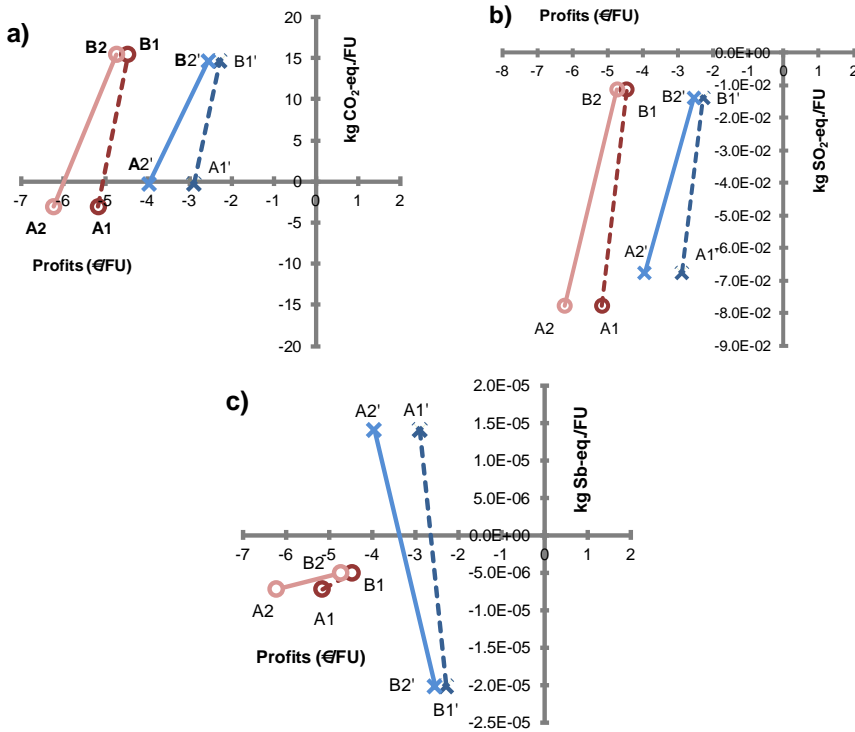 a)
20
15
10
5
0
-5
-10
-15
-20
kg CO2-eq./FU
B2 B1
B2' B1'
A2' A1'
-7 -6 -5 -4 -3 -2 -1 0 1 2
A2 A1
Profits (€/FU)
b)
Profits (€/FU)
0.0E+00
-8 -7 -6 -5 -4 -3 -2 -1 0 1 2
-1.0E-02
-2.0E-02
-3.0E-02
-4.0E-02
-5.0E-02
-6.0E-02
-7.0E-02
-8.0E-02
-9.0E-02
kg SO2-eq./FU
B2 B1
B2' B1'
A2' A1'
A2 A1
c)
2.0E-05
1.5E-05
1.0E-05
5.0E-06
0.0E+00
-5.0E-06
-1.0E-05
-1.5E-05
-2.0E-05
-2.5E-05
kg Sb-eq./FU
A2' A1'
-7 -6 -5 -4 -3 -2 -1 0 1 2
B2 B1
A2 A1
Profits (€/FU)
B2'
B1'